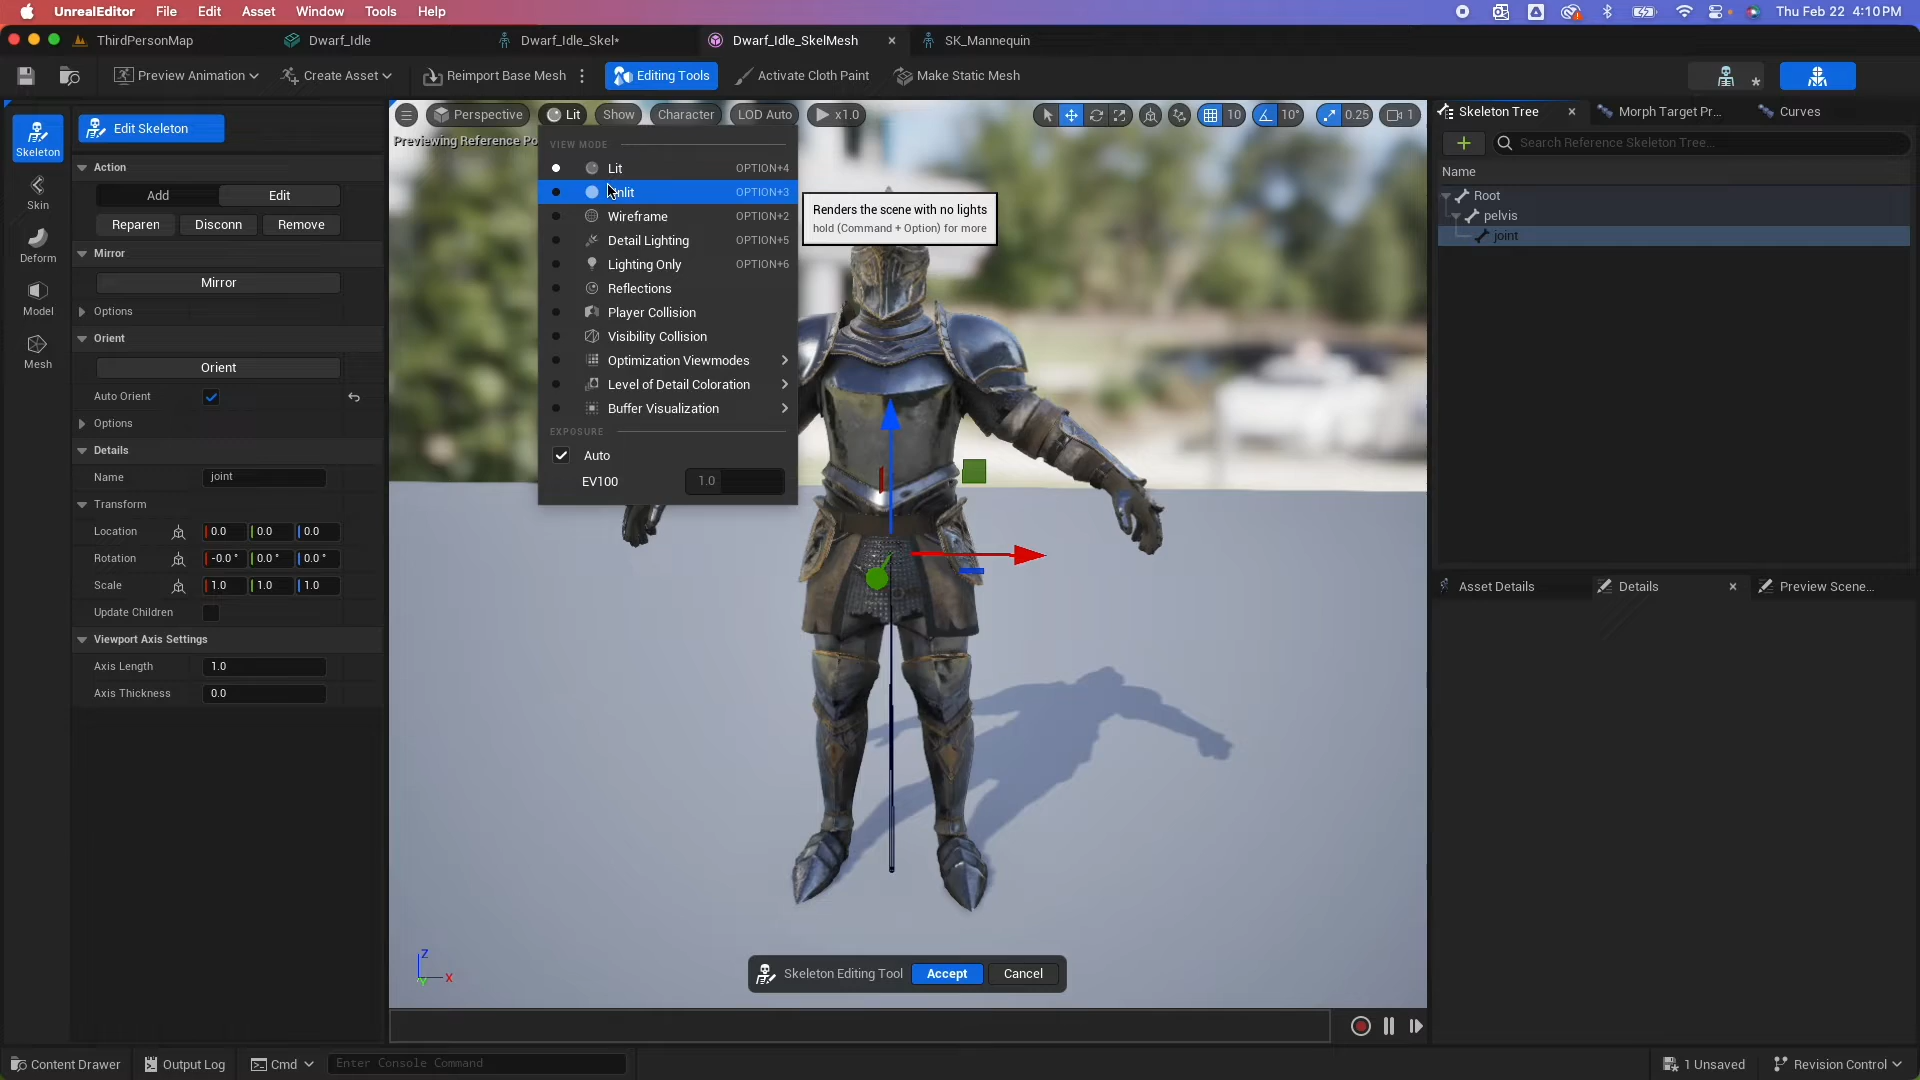 UnrealEditor File Edit Asset Window Tools Help
Thu Feb 22 4:10 PM
ThirdPersonMap
Dwarf_Idle
Dwarf_Idle_Skel*
Dwarf_Idle_SkelMesh
SK_Mannequin
Preview Animation
Create Asset
Reimport Base Mesh
Editing Tools
Activate Cloth Paint
Make Static Mesh
Skeleton
Skin
Deform
Model
Mesh
Edit Skeleton
Action
Add Edit
Reparen Disconn Remove
Mirror
Mirror
Options
Orient
Orient
Auto Orient
Options
Details
Name joint
Transform
Location 0.0 0.0 0.0
Rotation -0.0 ° 0.0 ° 0.0 °
Scale 1.0 1.0 1.0
Update Children
Viewport Axis Settings
Axis Length 1.0
Axis Thickness 0.0
Perspective Lit Show Character LOD Auto x1.0
10 10° 0.25 1
Previewing Reference Po
VIEW MODE
Lit OPTION+4
nlit OPTION+3
Wireframe OPTION+2
Detail Lighting OPTION+5
Lighting Only OPTION+6
Reflections
Player Collision
Visibility Collision
Optimization Viewmodes
Level of Detail Coloration
Buffer Visualization
EXPOSURE
Auto
EV100 1.0
Renders the scene with no lights
hold (Command + Option) for more
Z
X
Y
Skeleton Editing Tool Accept Cancel
Skeleton Tree
Morph Target Pr...
Curves
Search Reference Skeleton Tree...
Name
Root
pelvis
joint
Asset Details
Details
Preview Scene...
Content Drawer
Output Log
Cmd
Enter Console Command
1 Unsaved
Revision Control